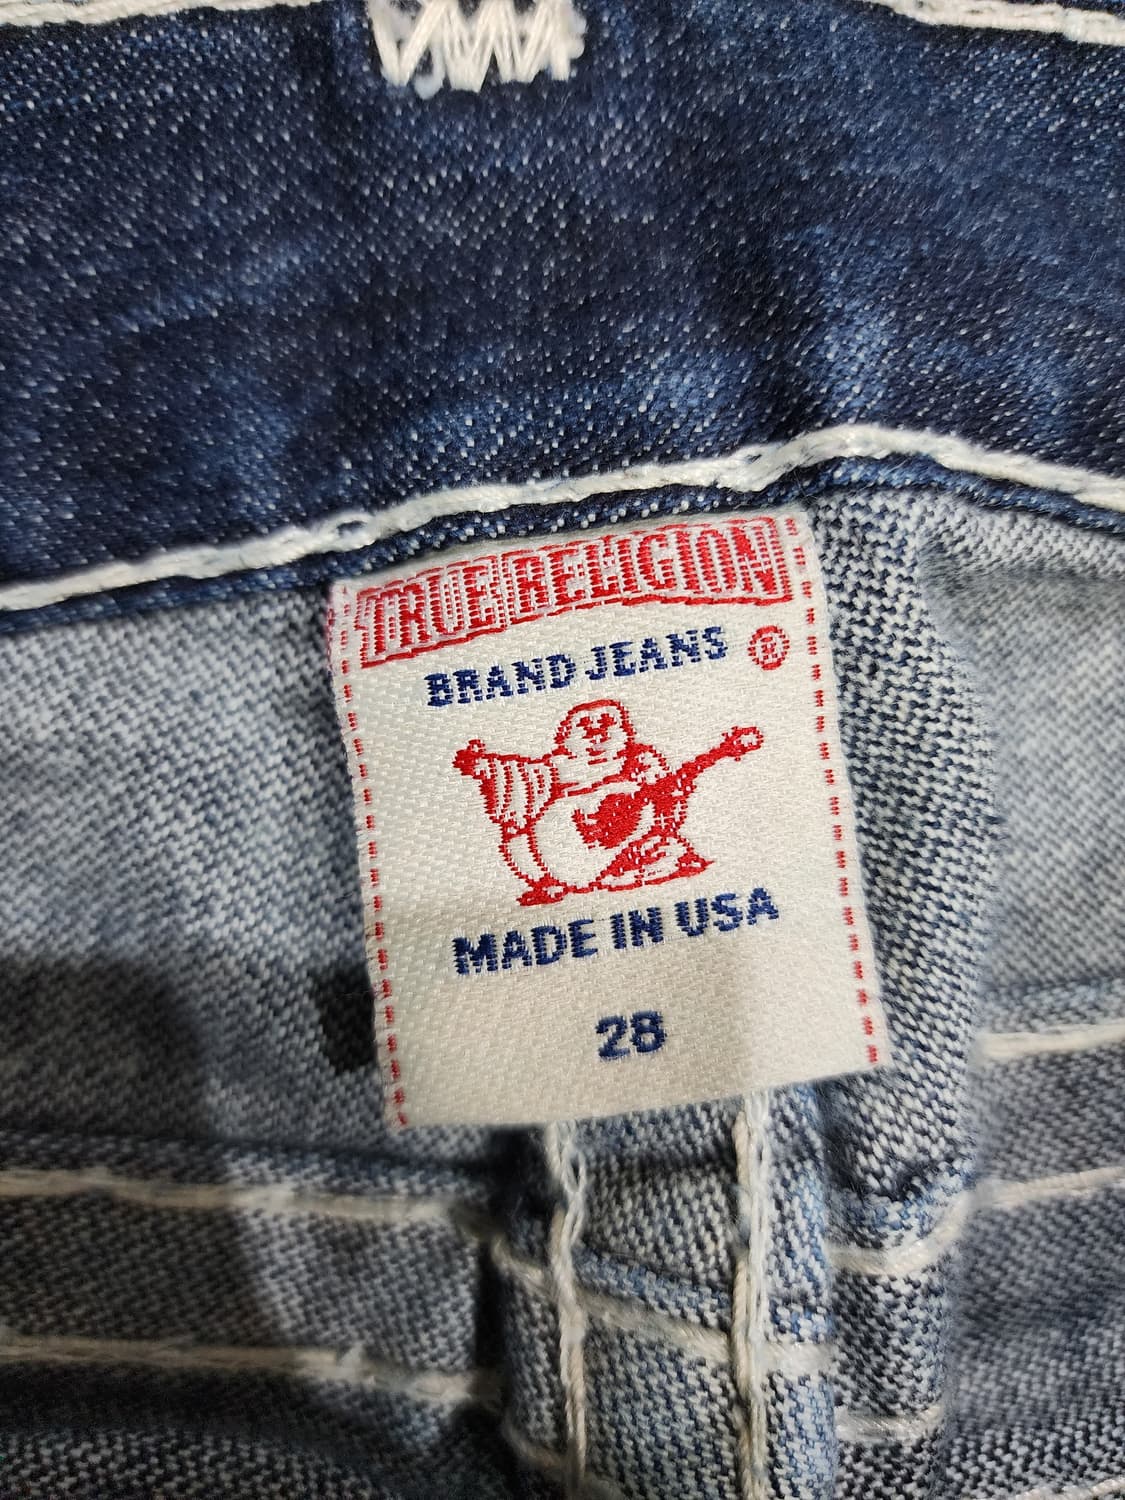 TRUE RELIGION
BRAND JEANS ®
MADE IN USA
28